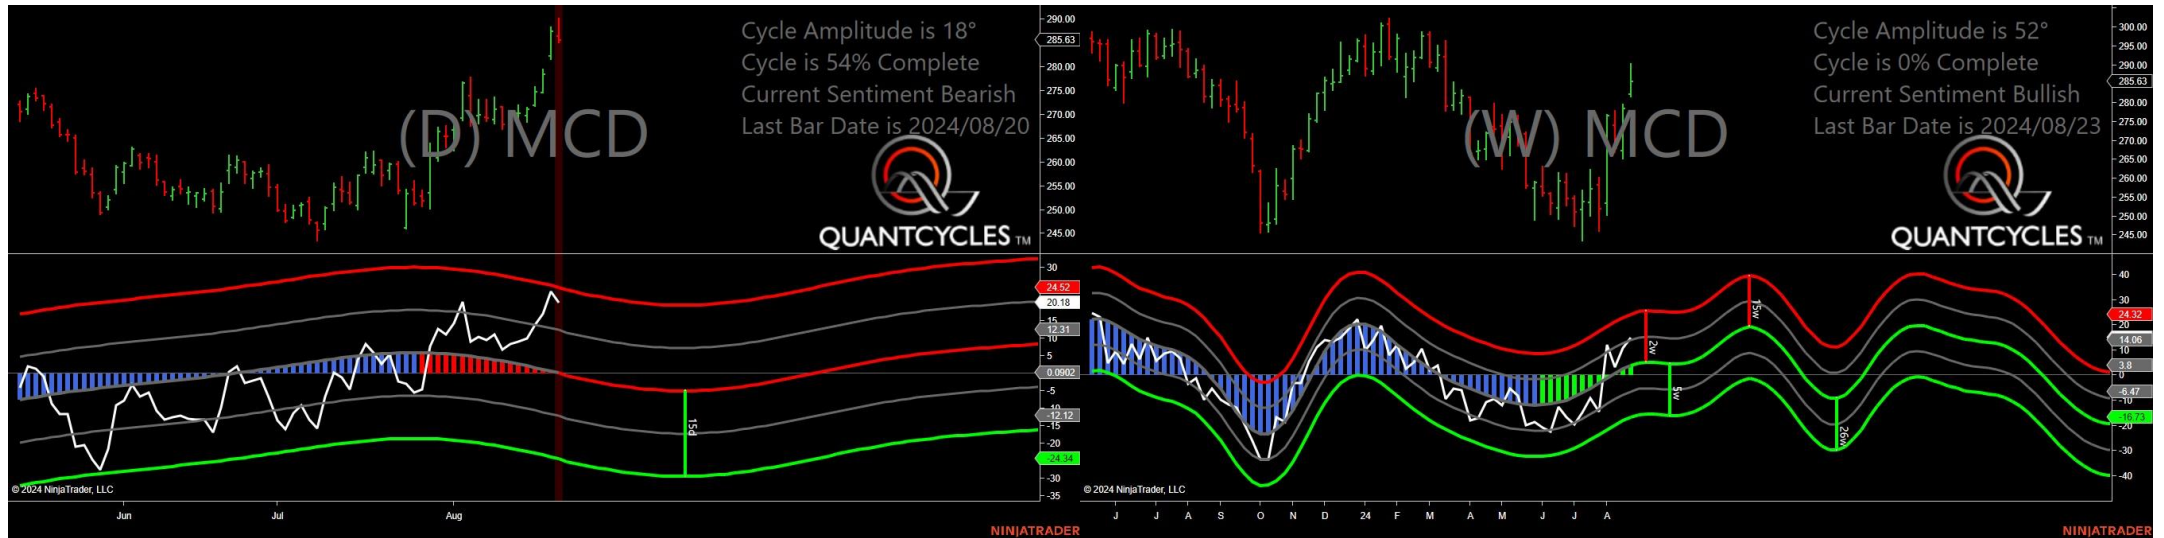 Cycle Amplitude is 18°
Cycle is 54% Complete
Current Sentiment Bearish
Last Bar Date is 2024/08/20
(D) MCD
QUANTCYCLES TM
290.00
285.63
280.00
275.00
270.00
265.00
260.00
255.00
250.00
245.00
30
24.52
20.18
15
12.31
10
5
0.0902
-5
-10
-12.12
-15
-20
-24.34
-30
-35
15d
© 2024 NinjaTrader, LLC
Jun Jul Aug
NINJATRADER
Cycle Amplitude is 52°
Cycle is 0% Complete
Current Sentiment Bullish
Last Bar Date is 2024/08/23
(W) MCD
QUANTCYCLES TM
300.00
295.00
290.00
285.63
280.00
275.00
270.00
265.00
260.00
255.00
250.00
245.00
40
30
24.32
20
14.06
10
3.8
0
-6.47
-10
-16.73
-20
-30
-40
2w
5w
15w
26w
© 2024 NinjaTrader, LLC
J J A S O N D 24 F M A M J J A
NINJATRADER